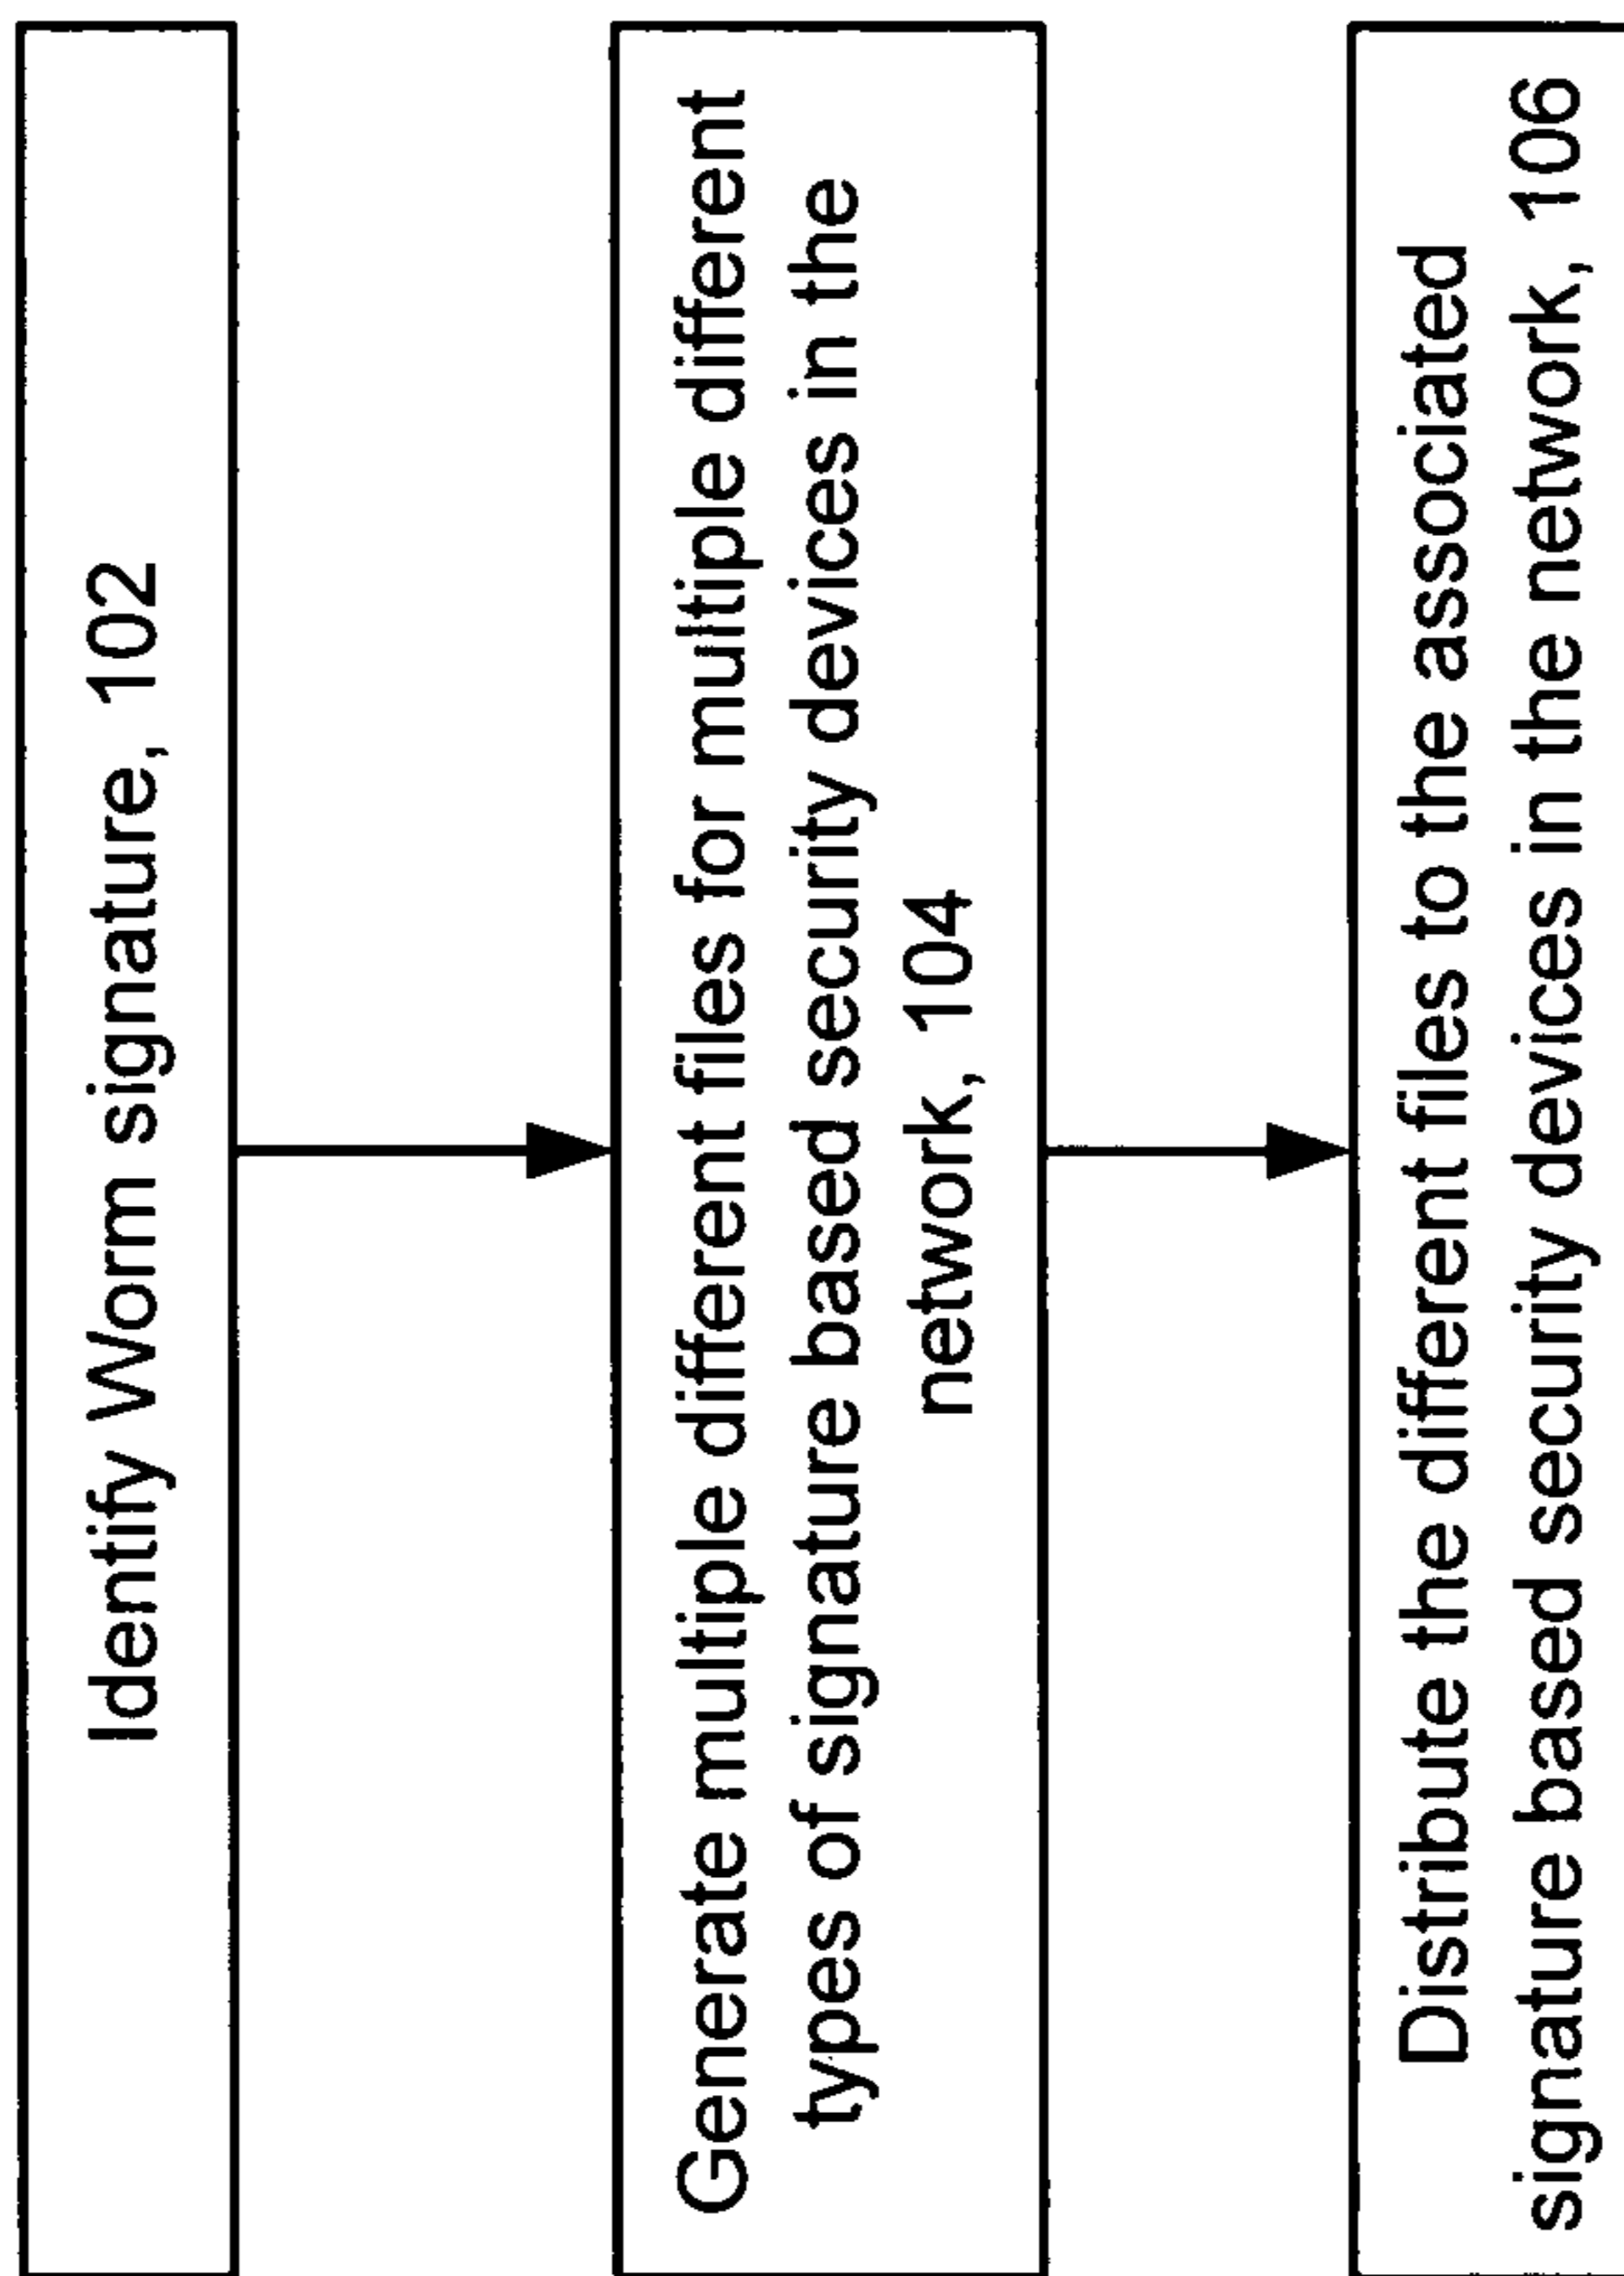 Identify Worm signature, 102
Generate multiple different files for multiple different
types of signature based security devices in the
network, 104
Distribute the different files to the associated
signature based security devices in the network, 106